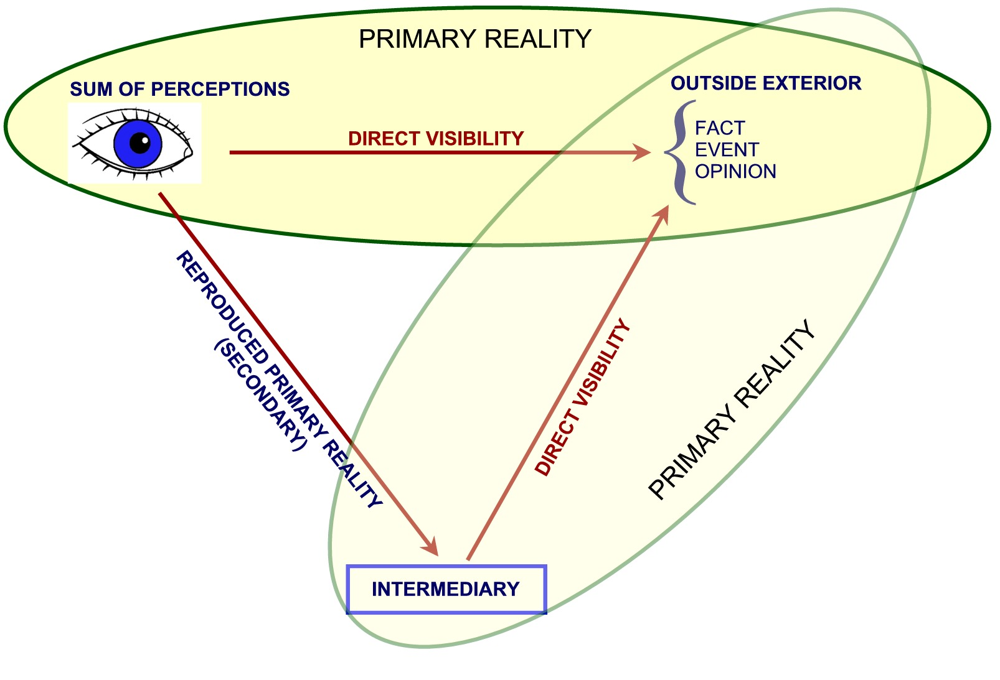 PRIMARY REALITY
SUM OF PERCEPTIONS
OUTSIDE EXTERIOR
DIRECT VISIBILITY
FACT
EVENT
OPINION
REPRODUCED PRIMARY REALITY
(SECONDARY)
DIRECT VISIBILITY
PRIMARY REALITY
INTERMEDIARY